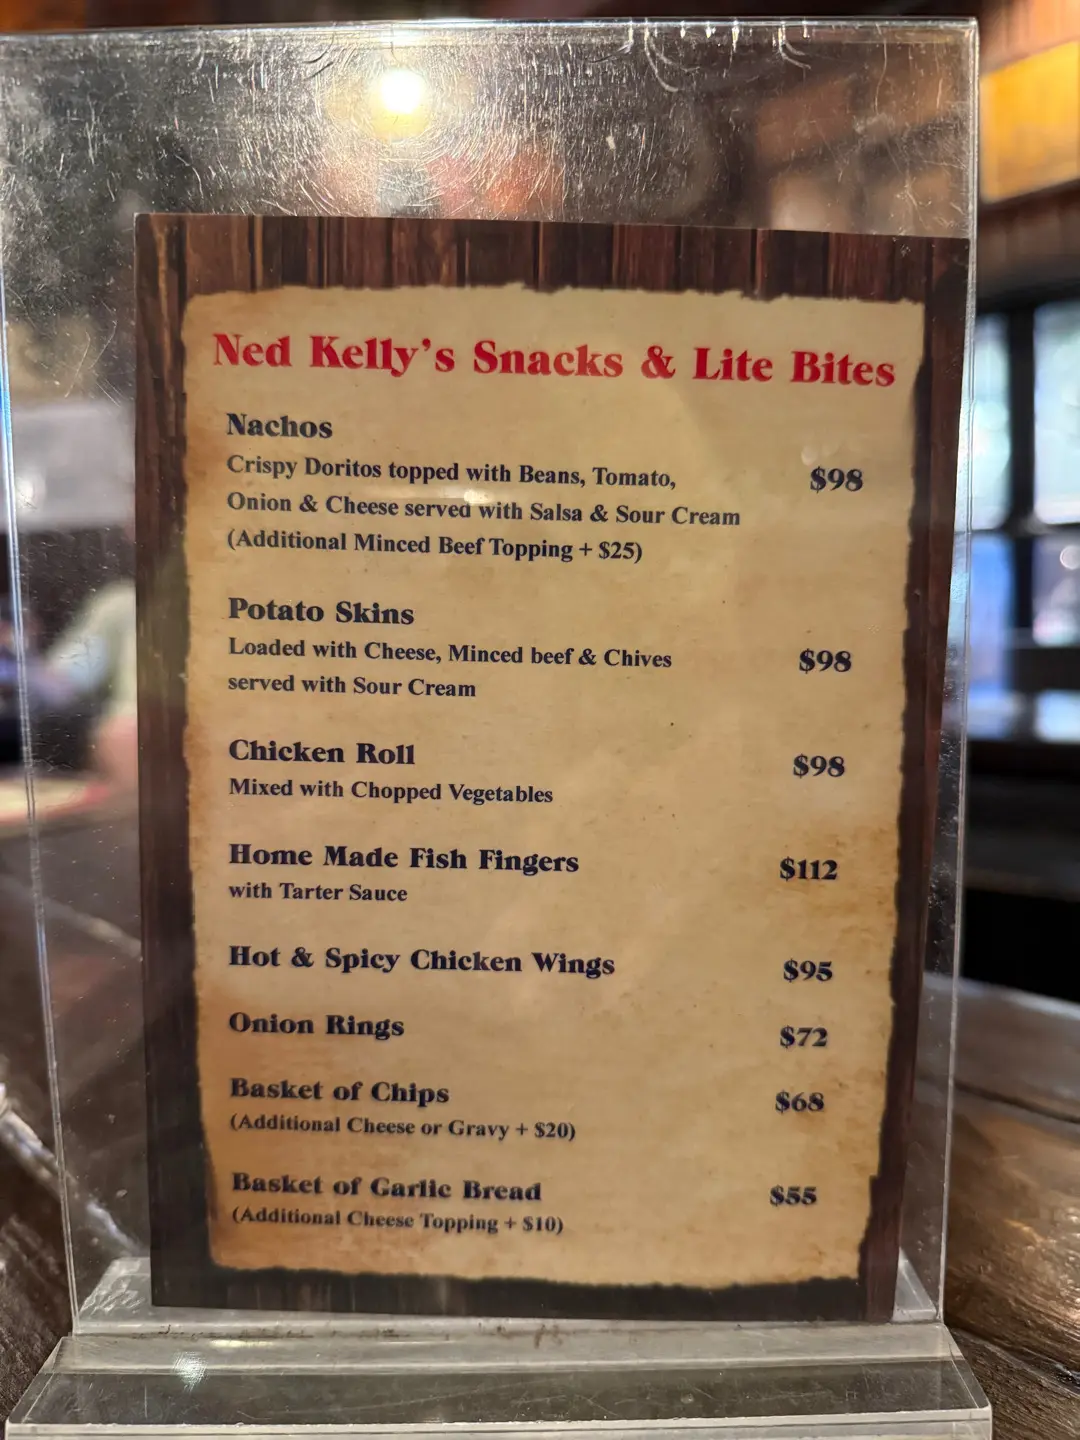 Ned Kelly's Snacks & Lite Bites
Nachos
Crispy Doritos topped with Beans, Tomato, $98
Onion & Cheese served with Salsa & Sour Cream
(Additional Minced Beef Topping + $25)
Potato Skins
Loaded with Cheese, Minced beef & Chives $98
served with Sour Cream
Chicken Roll $98
Mixed with Chopped Vegetables
Home Made Fish Fingers $112
with Tarter Sauce
Hot & Spicy Chicken Wings $95
Onion Rings $72
Basket of Chips $68
(Additional Cheese or Gravy + $20)
Basket of Garlic Bread $55
(Additional Cheese Topping + $10)